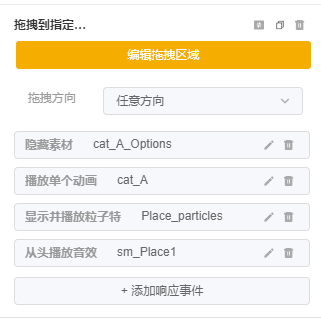 拖拽到指定...
编辑拖拽区域
拖拽方向 任意方向
隐藏素材 cat_A_Options
播放单个动画 cat_A
显示并播放粒子特 Place_particles
从头播放音效 sm_Place1
+ 添加响应事件